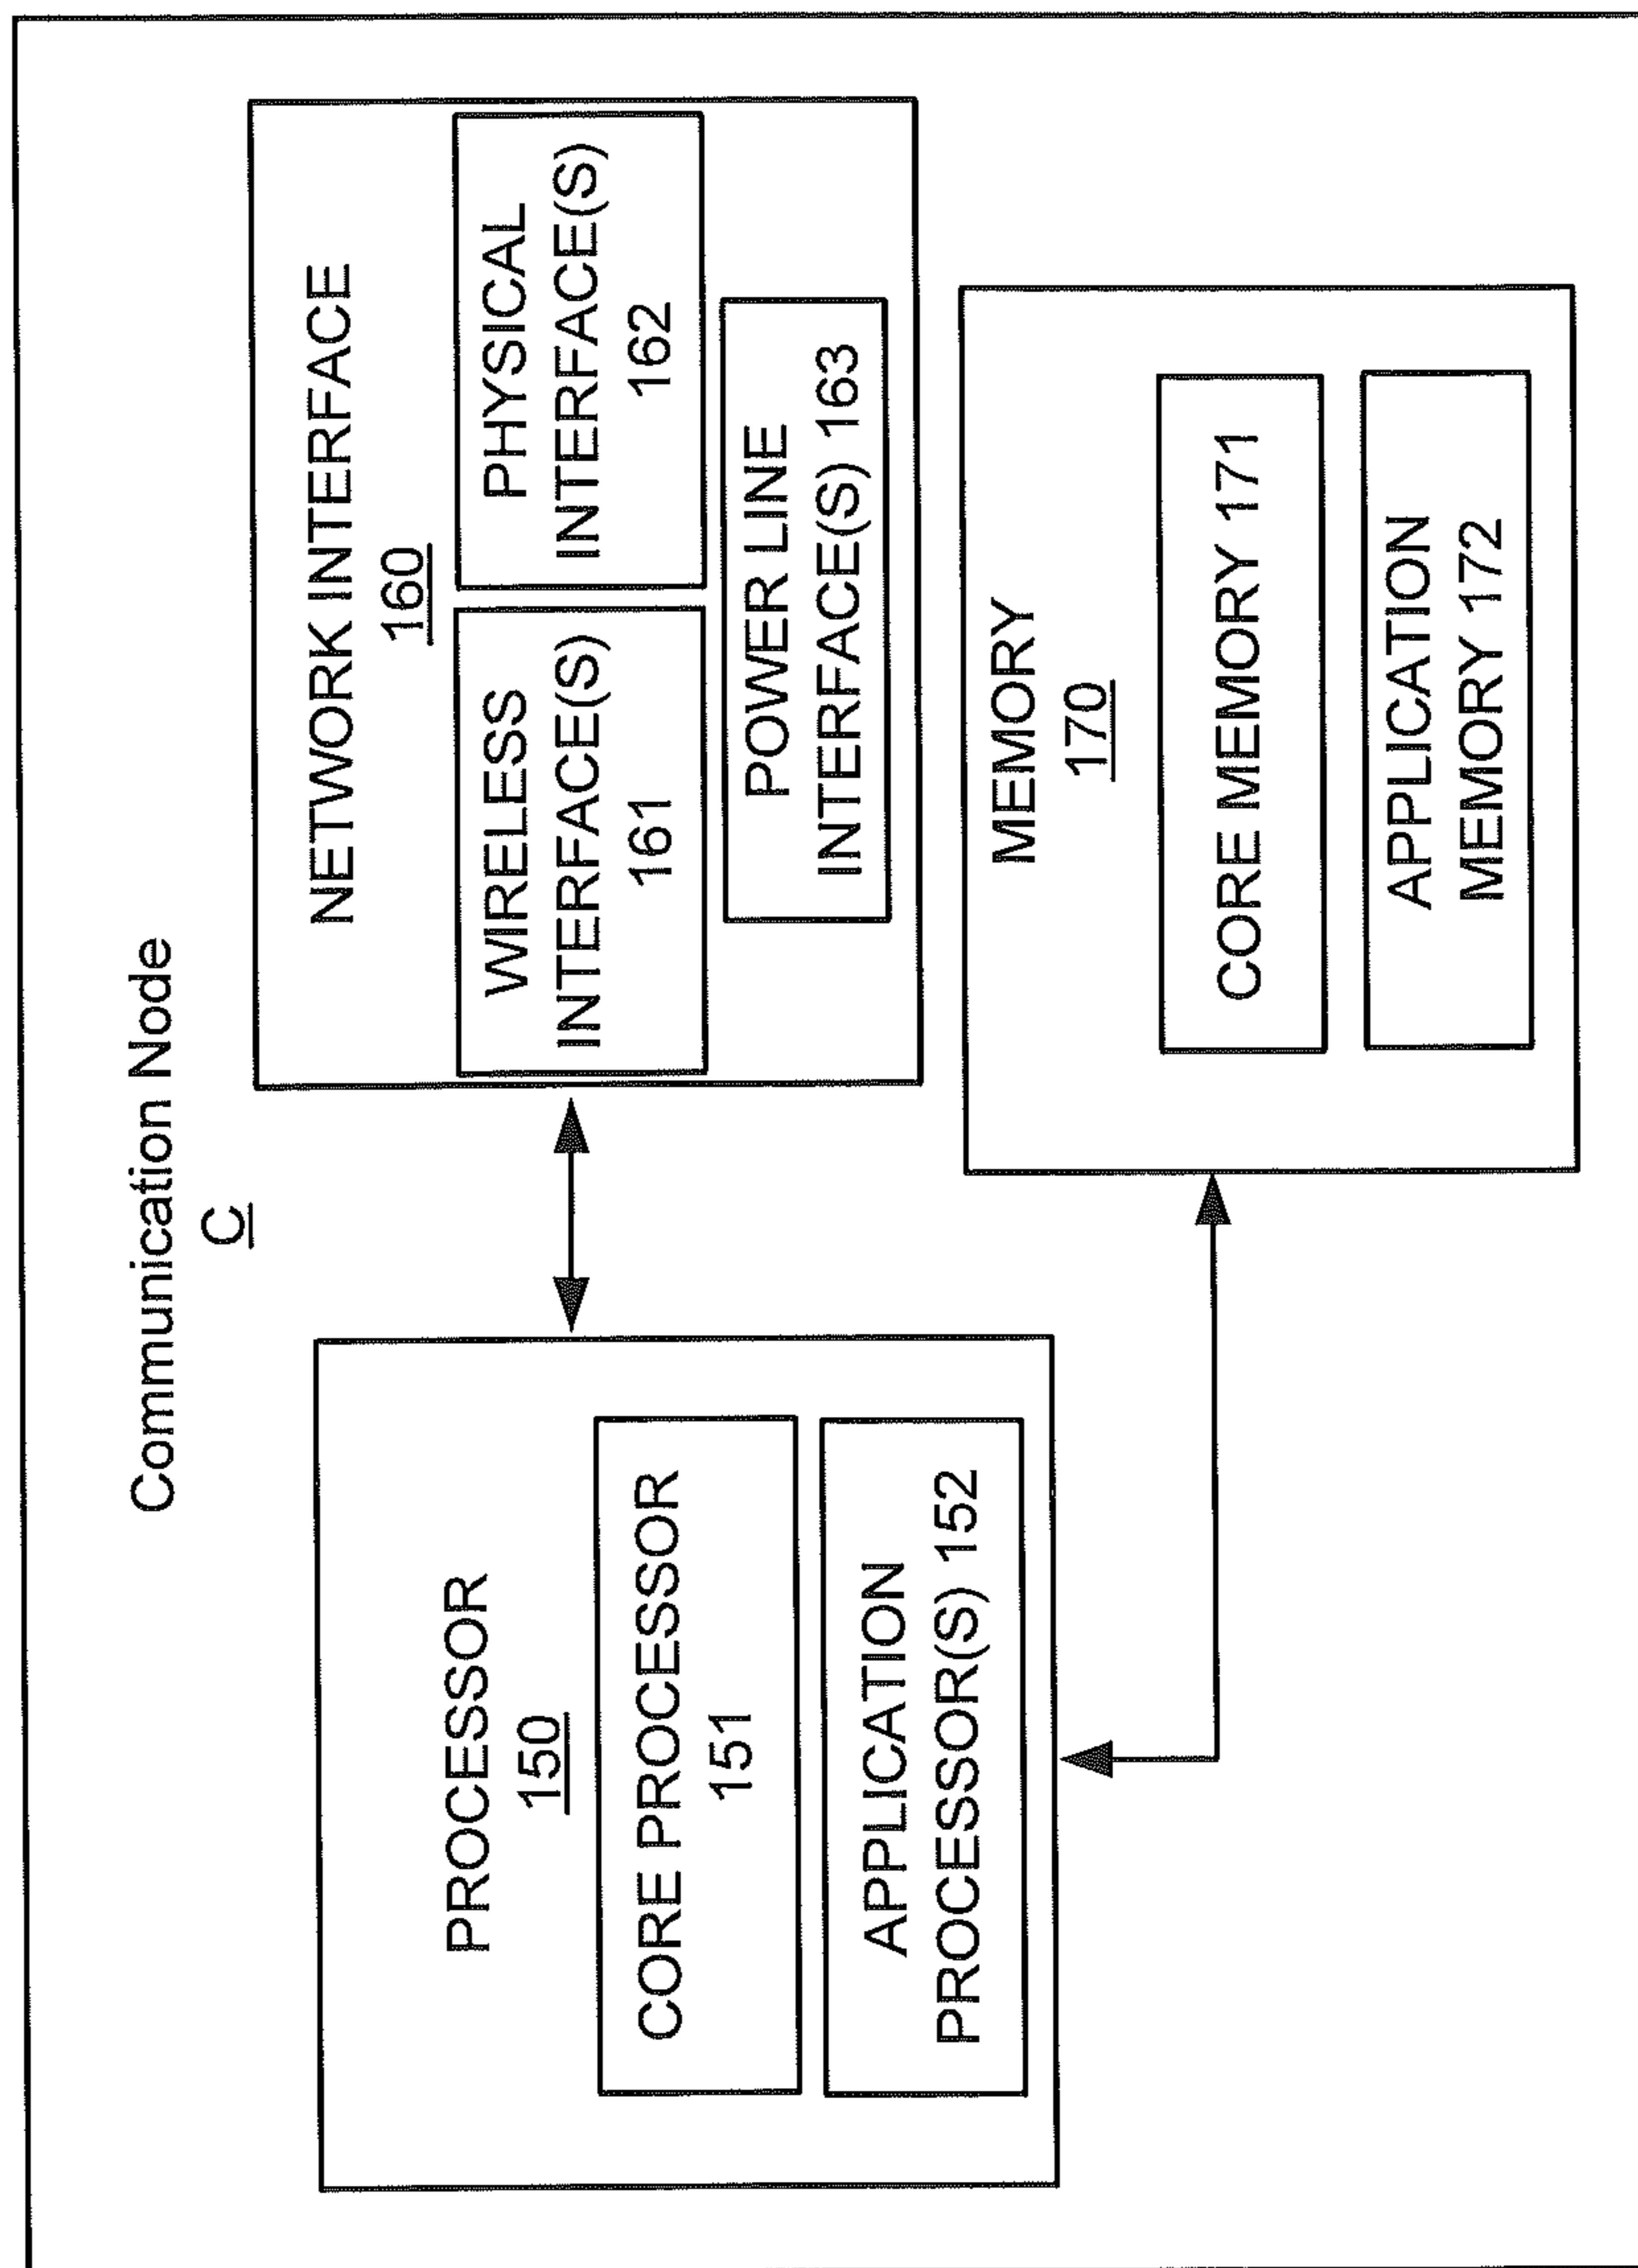 Communication Node
C
PROCESSOR
150
CORE PROCESSOR
151
APPLICATION
PROCESSOR(S) 152
NETWORK INTERFACE
160
WIRELESS
INTERFACE(S)
161
PHYSICAL
INTERFACE(S)
162
POWER LINE
INTERFACE(S) 163
MEMORY
170
CORE MEMORY 171
APPLICATION
MEMORY 172